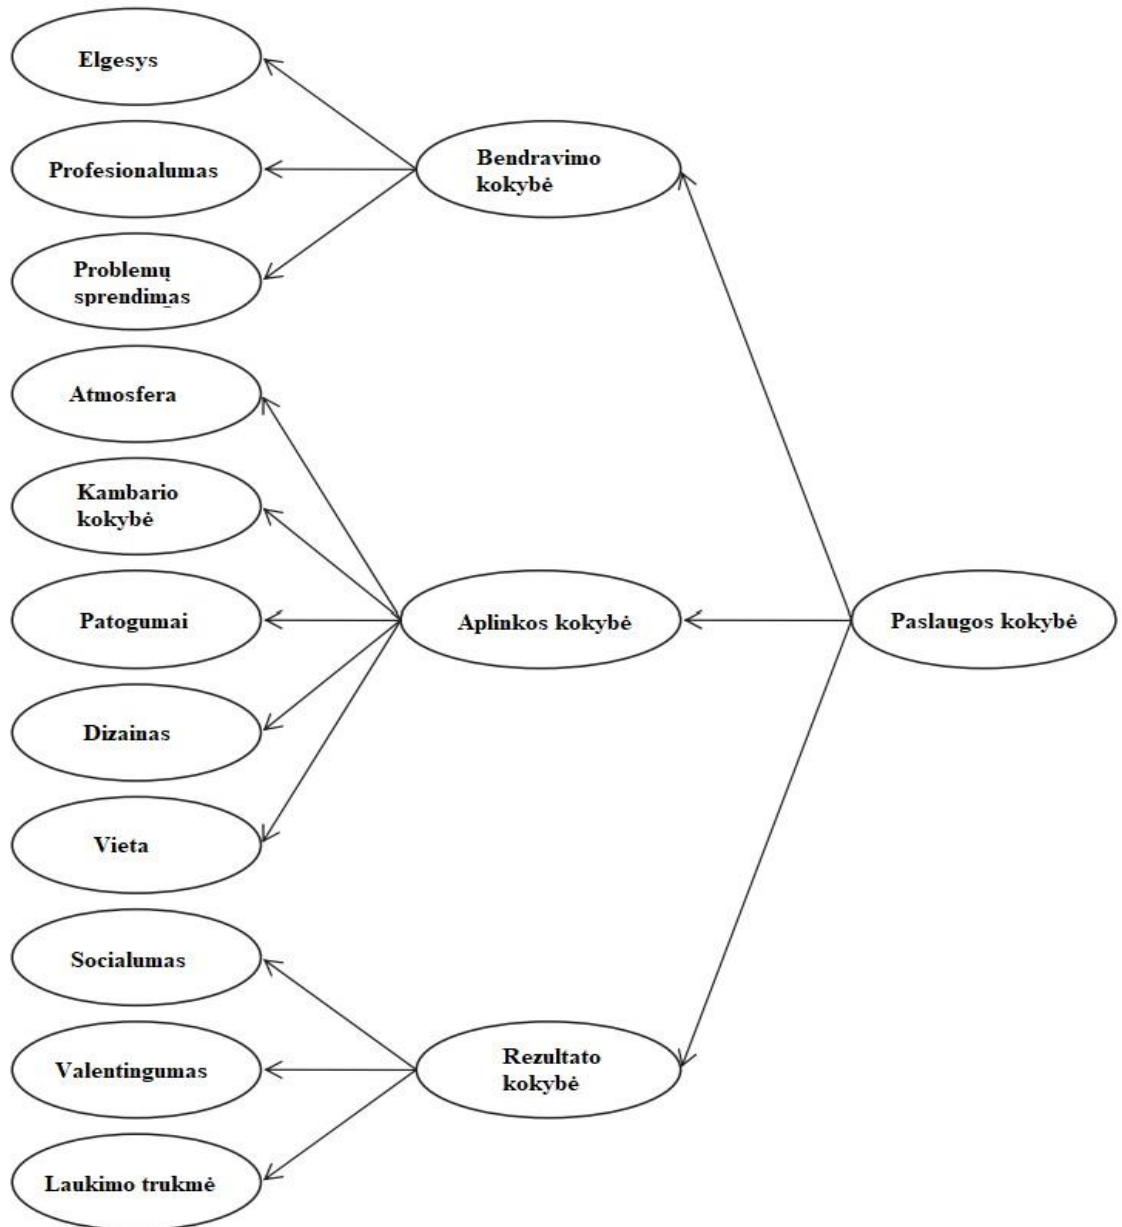 Elgesys
Profesionalumas
Problemų
sprendimas
Atmosfera
Kambario
kokybė
Patogumai
Dizainas
Vieta
Socialumas
Valentingumas
Laukimo trukmė
Bendravimo
kokybė
Aplinkos kokybė
Rezultato
kokybė
Paslaugos kokybė